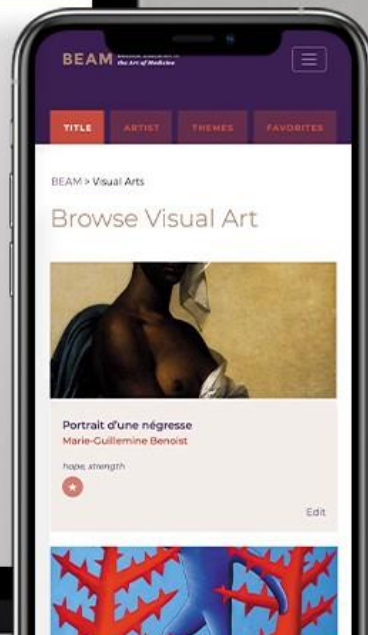 BEAM
the Art of Medicine
TITLE ARTIST THEMES FAVORITES
BEAM > Visual Arts
Browse Visual Art
Portrait d'une négresse
Marie-Guillemine Benoist
hope, strength
Edit